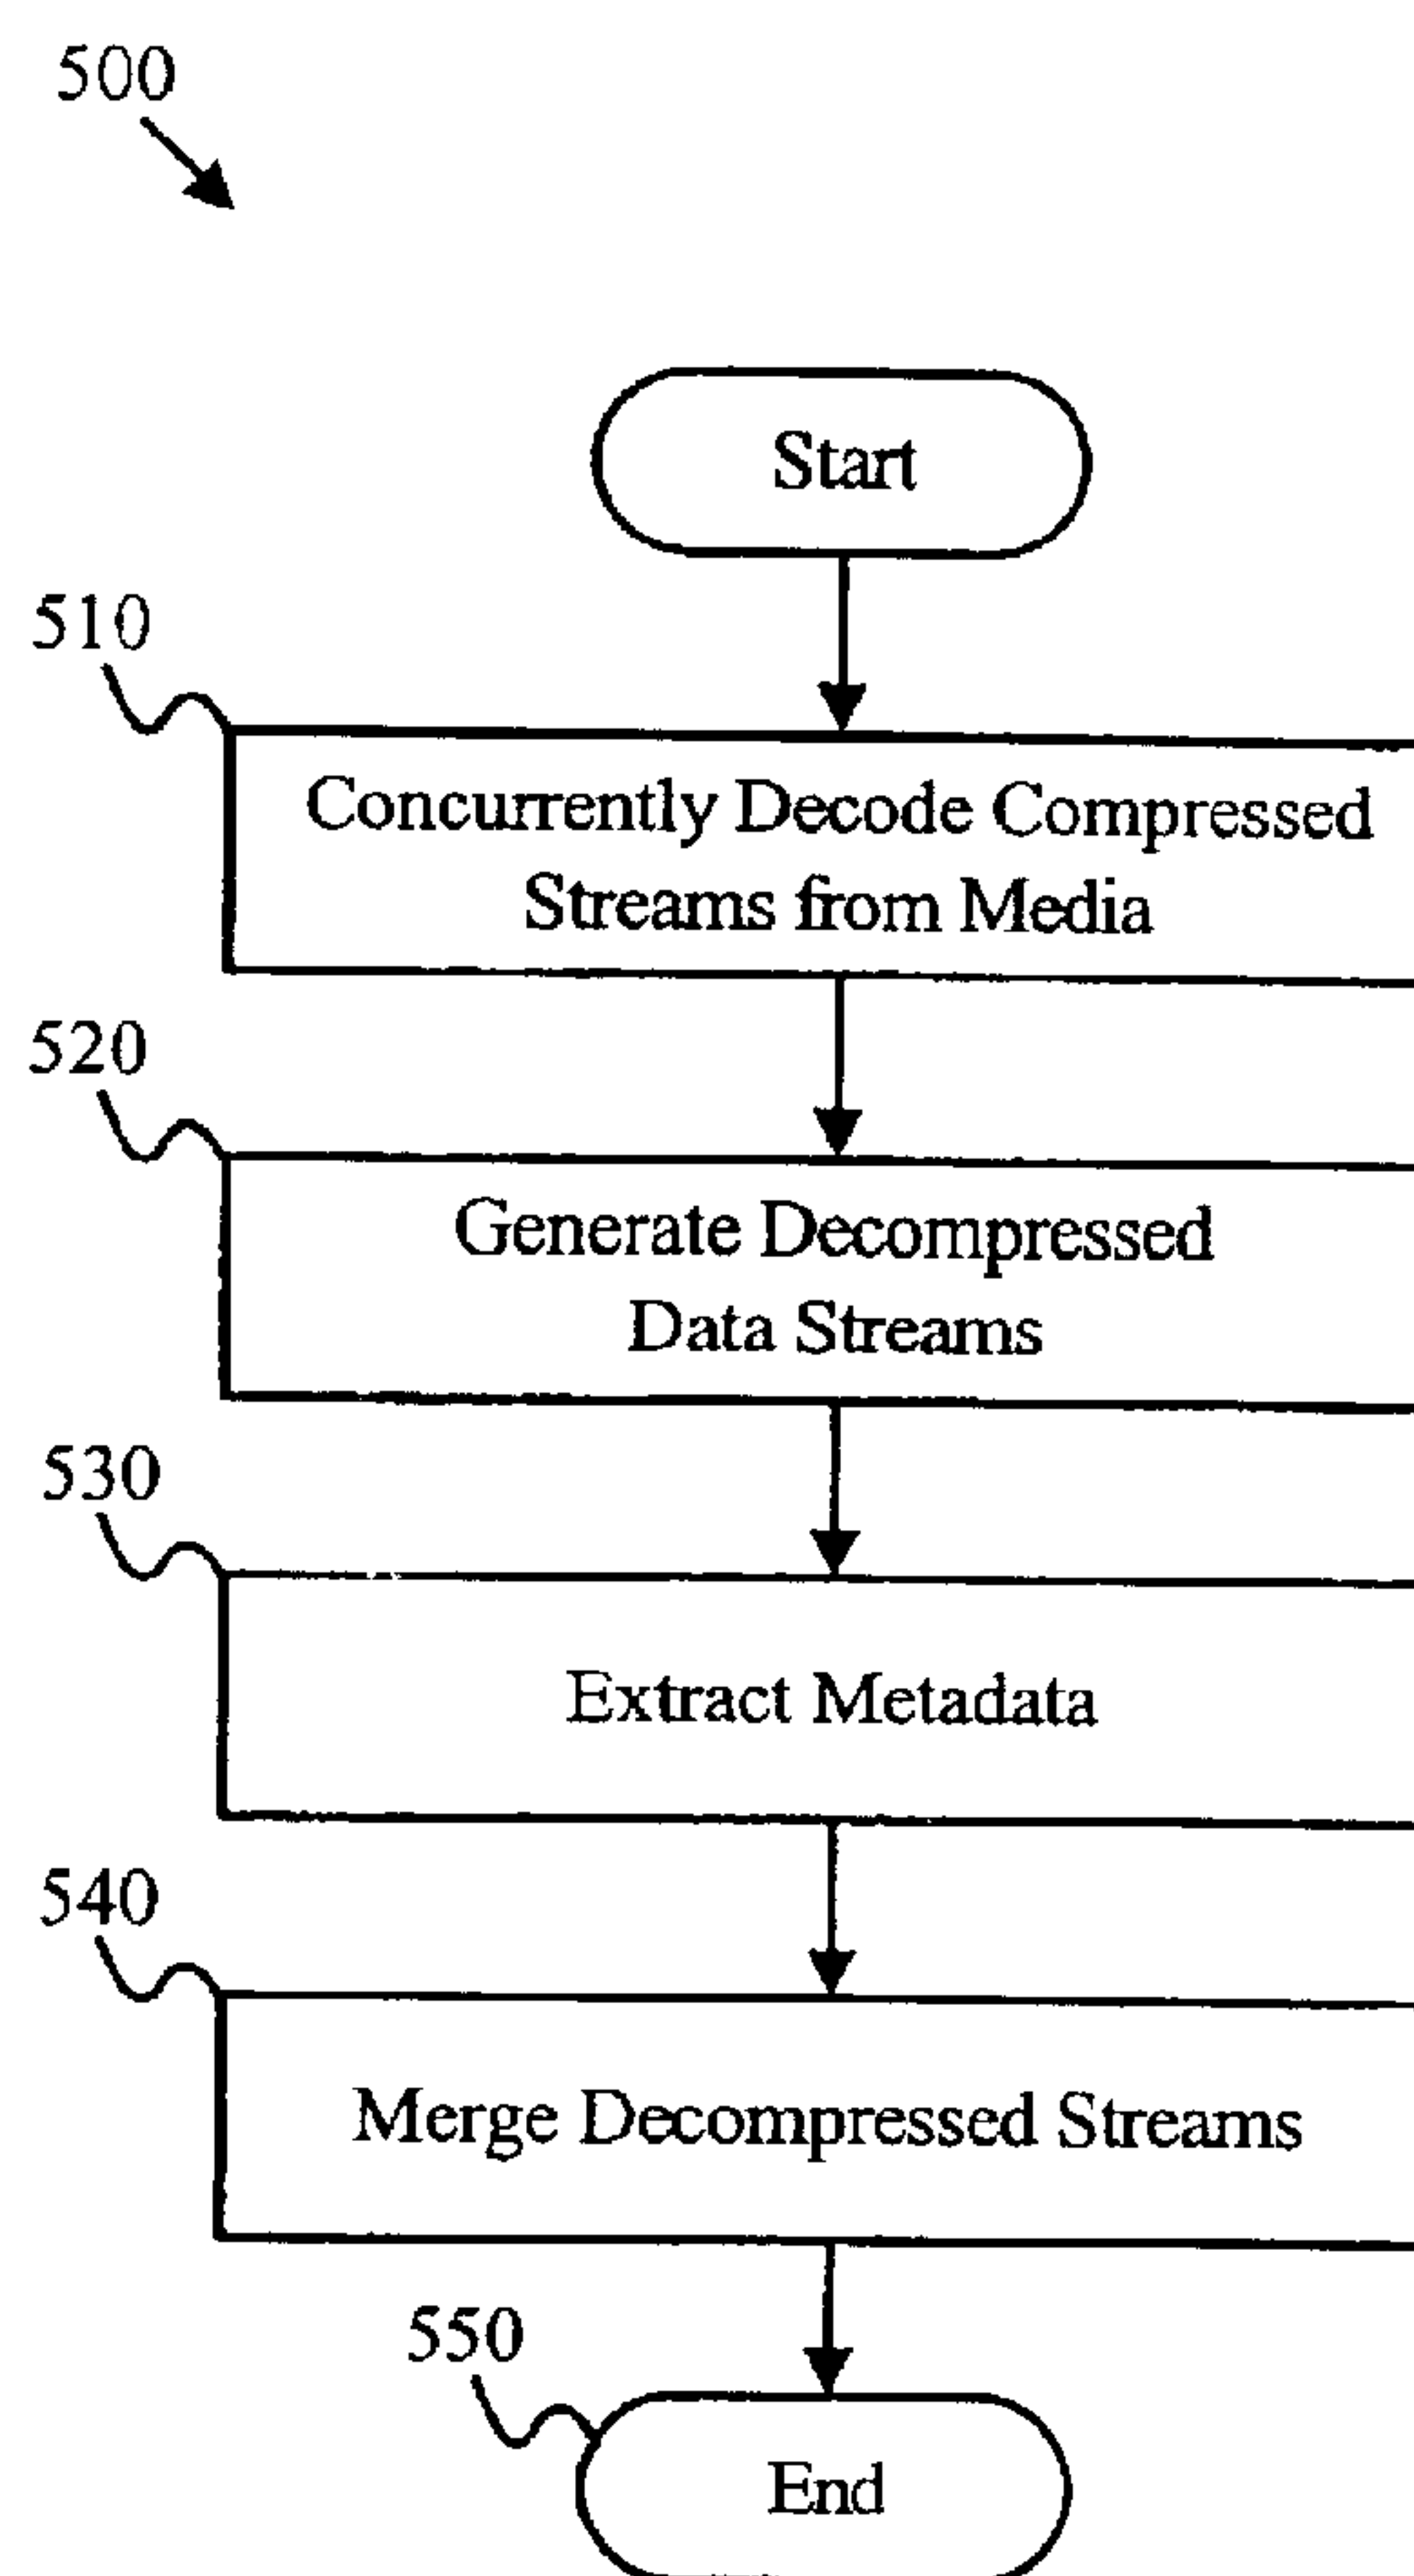 500
Start
510
Concurrently Decode Compressed
Streams from Media
520
Generate Decompressed
Data Streams
530
Extract Metadata
540
Merge Decompressed Streams
550
End